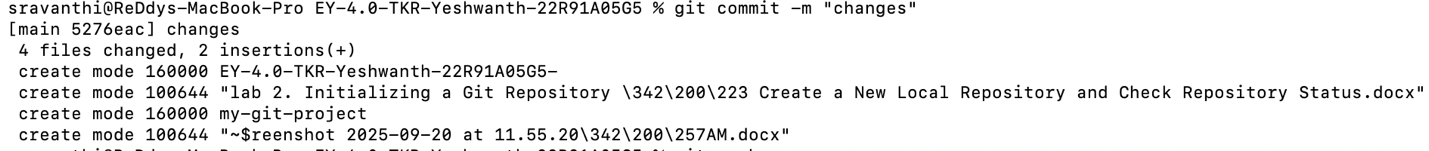 sravanthi@ReDdys-MacBook-Pro EY-4.0-TKR-Yeshwanth-22R91A05G5 % git commit -m "changes"
[main 5276eac] changes
 4 files changed, 2 insertions(+)
 create mode 160000 EY-4.0-TKR-Yeshwanth-22R91A05G5-
 create mode 100644 "lab 2. Initializing a Git Repository \342\200\223 Create a New Local Repository and Check Repository Status.docx"
 create mode 160000 my-git-project
 create mode 100644 "~$reenshot 2025-09-20 at 11.55.20\342\200\257AM.docx"